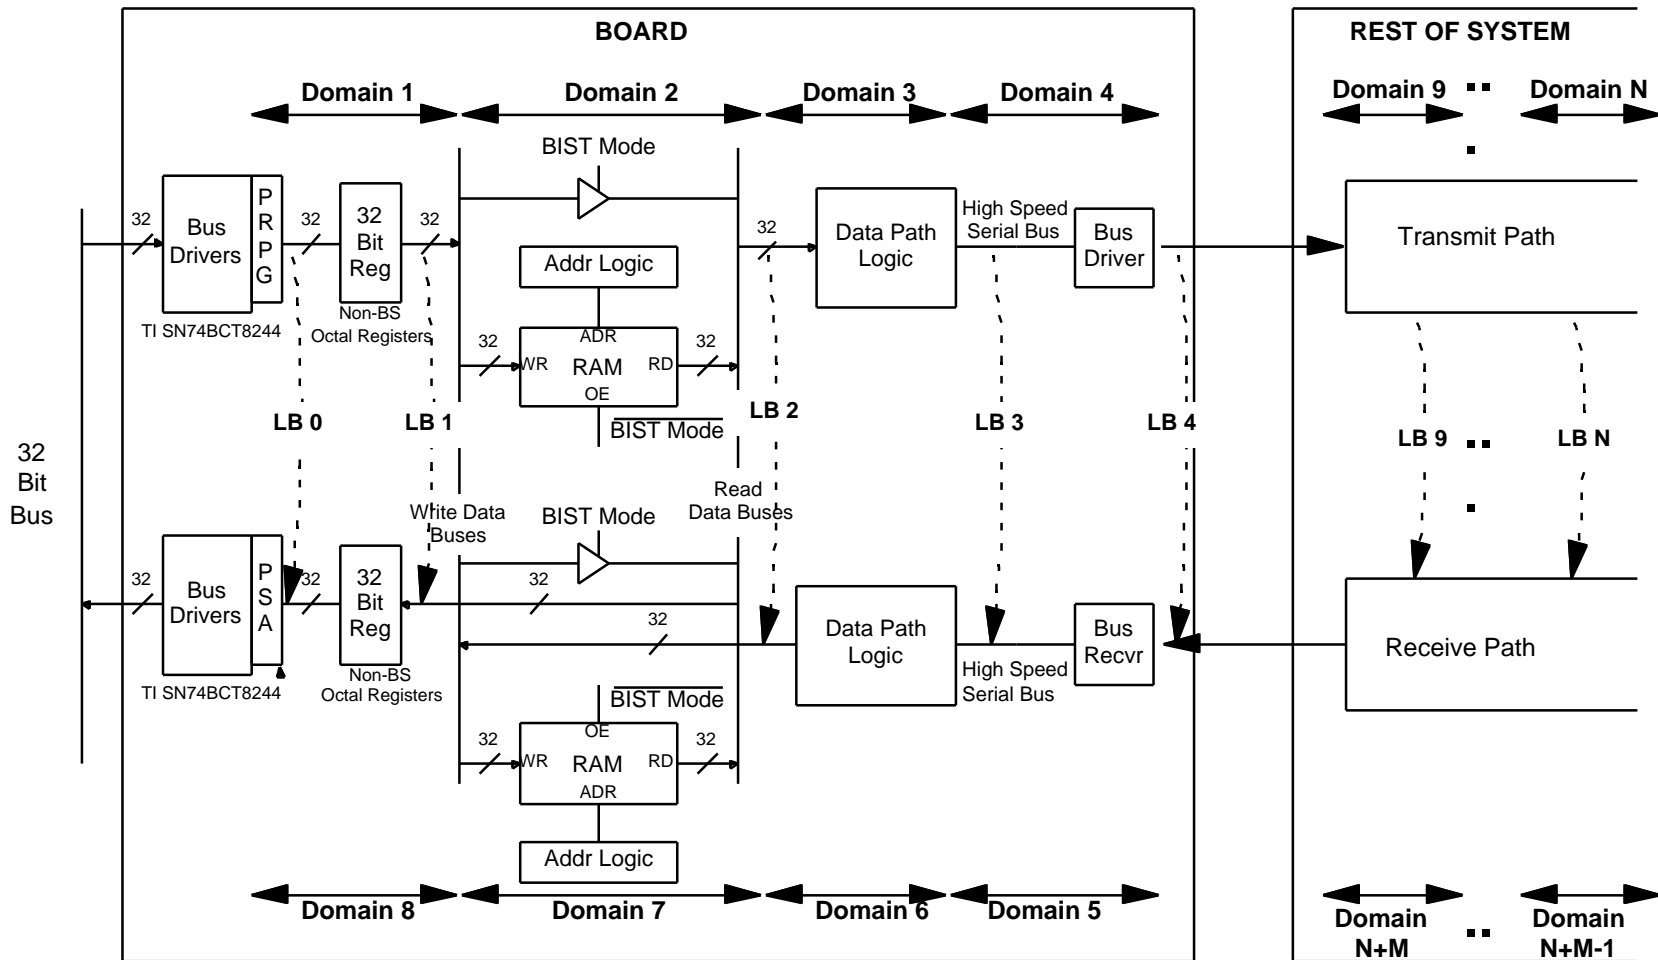 BOARD
REST OF SYSTEM
Domain 1
Domain 2
Domain 3
Domain 4
Domain 9
Domain N
BIST Mode
32
Bus
Drivers
P
R
P
G
32
32
Bit
Reg
32
32
Data Path
Logic
High Speed
Serial Bus
Bus
Driver
Transmit Path
Addr Logic
TI SN74BCT8244
Non-BS
Octal Registers
32
WR
ADR
RAM
OE
RD
32
BIST Mode
LB 0
LB 1
LB 2
LB 3
LB 4
LB 9
LB N
32
Bit
Bus
Write Data
Buses
BIST Mode
Read
Data Buses
32
Bus
Drivers
P
S
A
32
32
Bit
Reg
32
32
Data Path
Logic
High Speed
Serial Bus
Bus
Recvr
Receive Path
TI SN74BCT8244
Non-BS
Octal Registers
BIST Mode
32
WR
OE
RAM
ADR
RD
32
Addr Logic
Domain 8
Domain 7
Domain 6
Domain 5
Domain
N+M
Domain
N+M-1